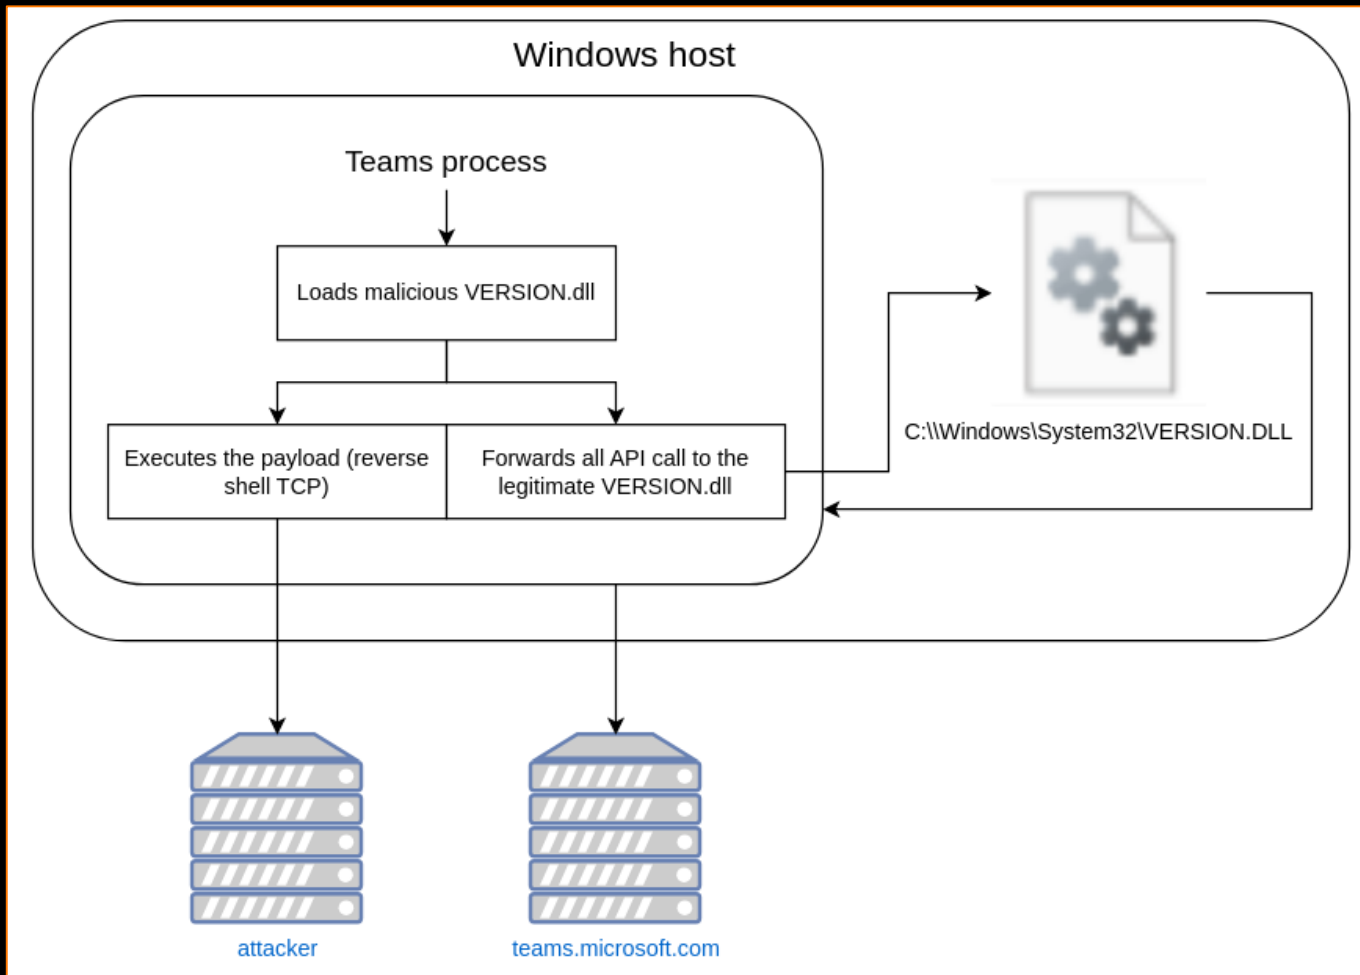 Windows host
Teams process
Loads malicious VERSION.dll
Executes the payload (reverse
shell TCP)
Forwards all API call to the
legitimate VERSION.dll
C:\\Windows\System32\VERSION.DLL
attacker
teams.microsoft.com